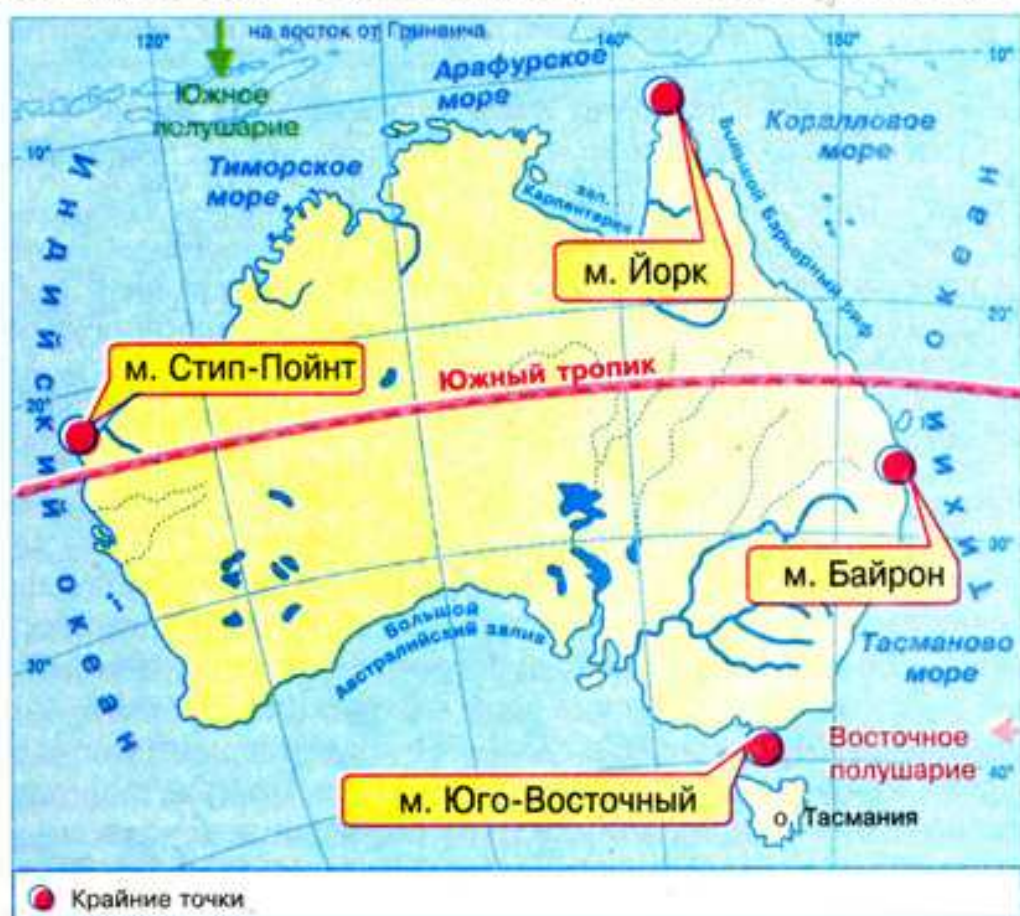 на восток от Гринвича
120°
140°
150°
10°
Южное
полушарие
Арафурское
море
Коралловое
море
10°
Тиморское
море
зал.
Карпентария
Большой Барьерный риф
Индийский океан
Тихий океан
м. Йорк
20°
м. Стип-Пойнт
Южный тропик
20°
30°
м. Байрон
Большой
Австралийский залив
Тасманово
море
30°
Восточное
полушарие
40°
м. Юго-Восточный
о. Тасмания
Крайние точки